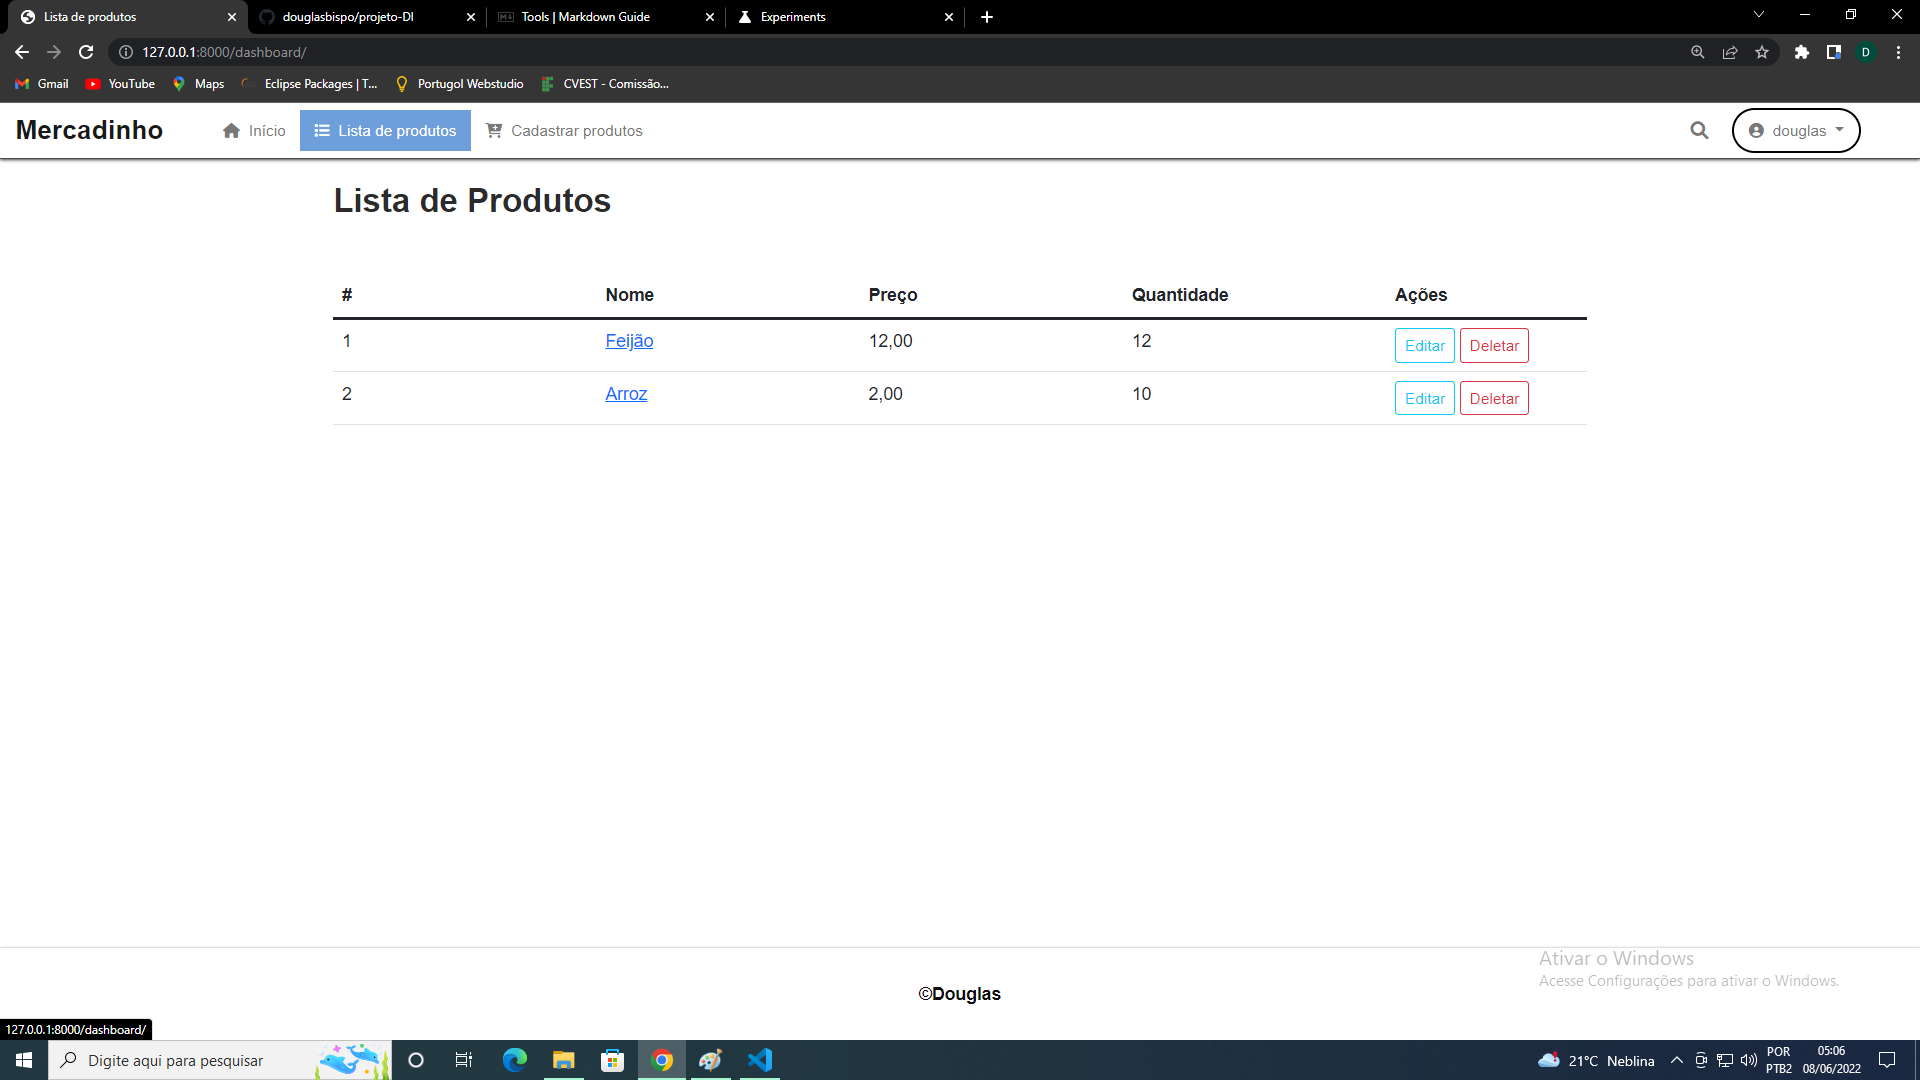 Lista de produtos
douglasbispo/projeto-DI
Tools | Markdown Guide
Experiments
127.0.0.1:8000/dashboard/
D
Gmail
YouTube
Maps
Eclipse Packages | T...
Portugol Webstudio
CVEST - Comissão...
Mercadinho
Início
Lista de produtos
Cadastrar produtos
douglas
Lista de Produtos
# Nome Preço Quantidade Ações
1 Feijão 12,00 12 Editar Deletar
2 Arroz 2,00 10 Editar Deletar
Ativar o Windows
Acesse Configurações para ativar o Windows.
©Douglas
127.0.0.1:8000/dashboard/
Digite aqui para pesquisar
21°C Neblina
POR
PTB2
05:06
08/06/2022